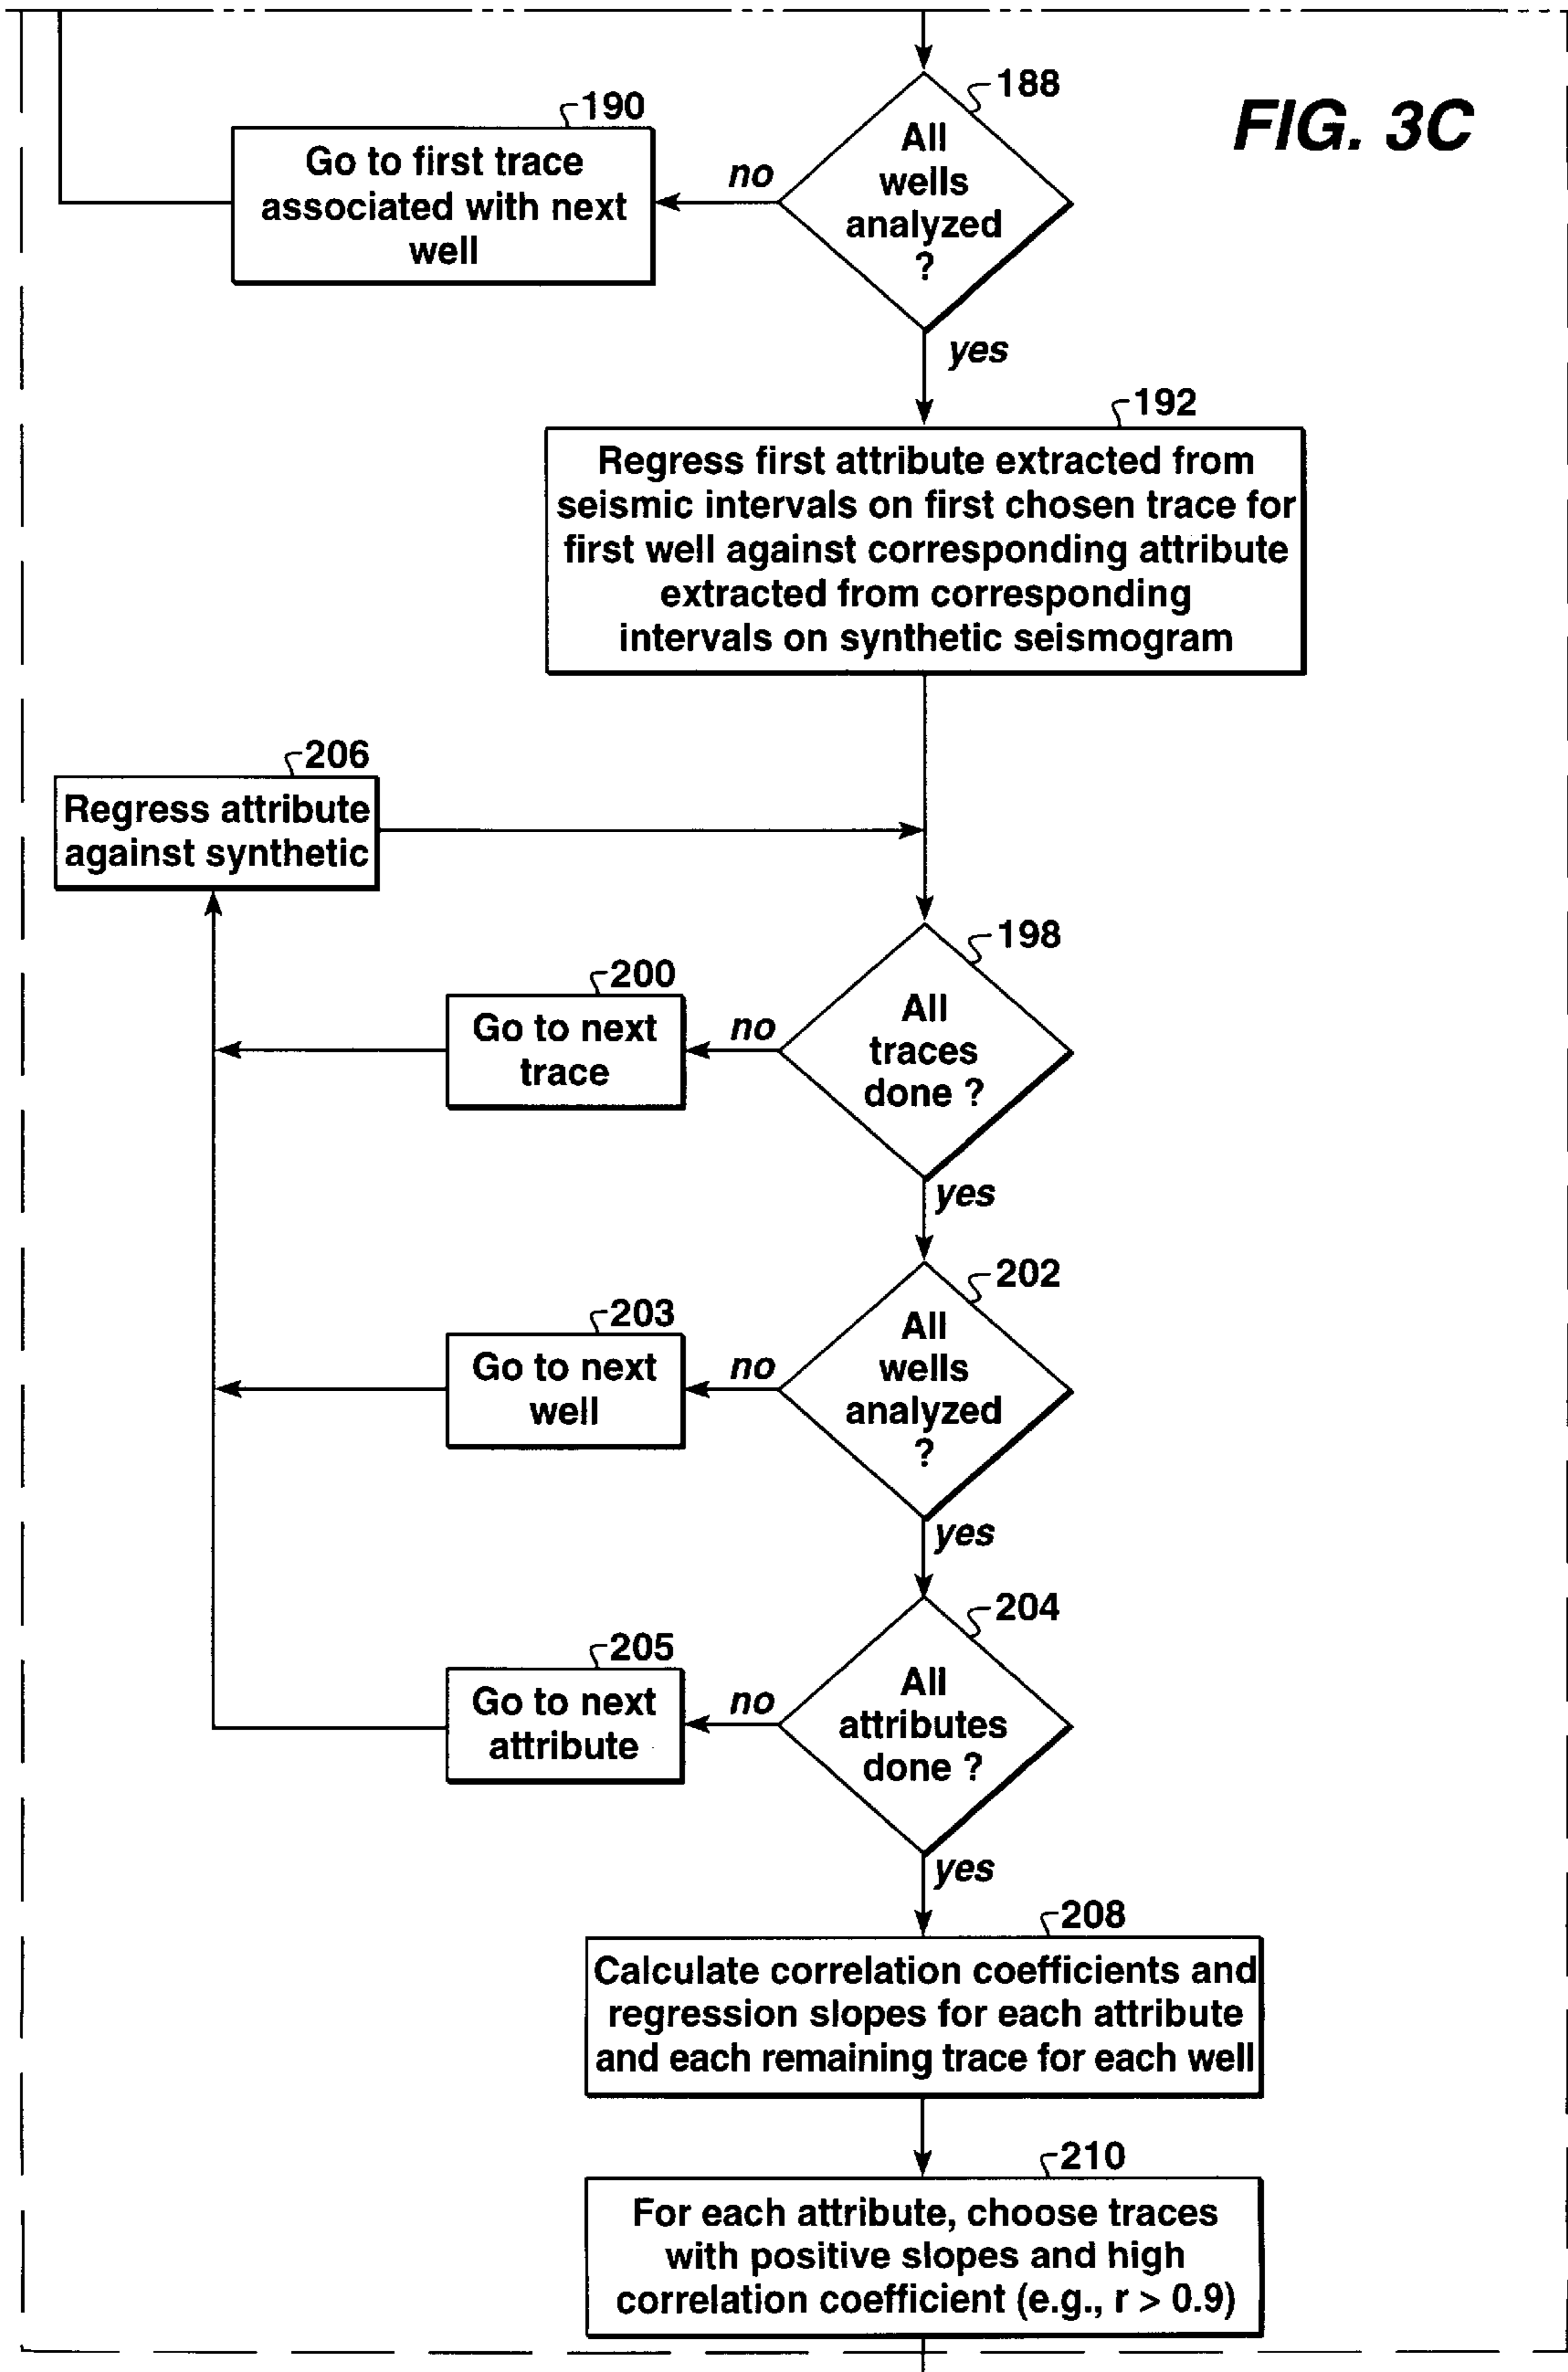 FIG. 3C
188
All
wells
analyzed
?
no
190
Go to first trace
associated with next
well
yes
192
Regress first attribute extracted from
seismic intervals on first chosen trace for
first well against corresponding attribute
extracted from corresponding
intervals on synthetic seismogram
206
Regress attribute
against synthetic
198
All
traces
done ?
no
200
Go to next
trace
yes
202
All
wells
analyzed
?
no
203
Go to next
well
yes
204
All
attributes
done ?
no
205
Go to next
attribute
yes
208
Calculate correlation coefficients and
regression slopes for each attribute
and each remaining trace for each well
210
For each attribute, choose traces
with positive slopes and high
correlation coefficient (e.g., r > 0.9)